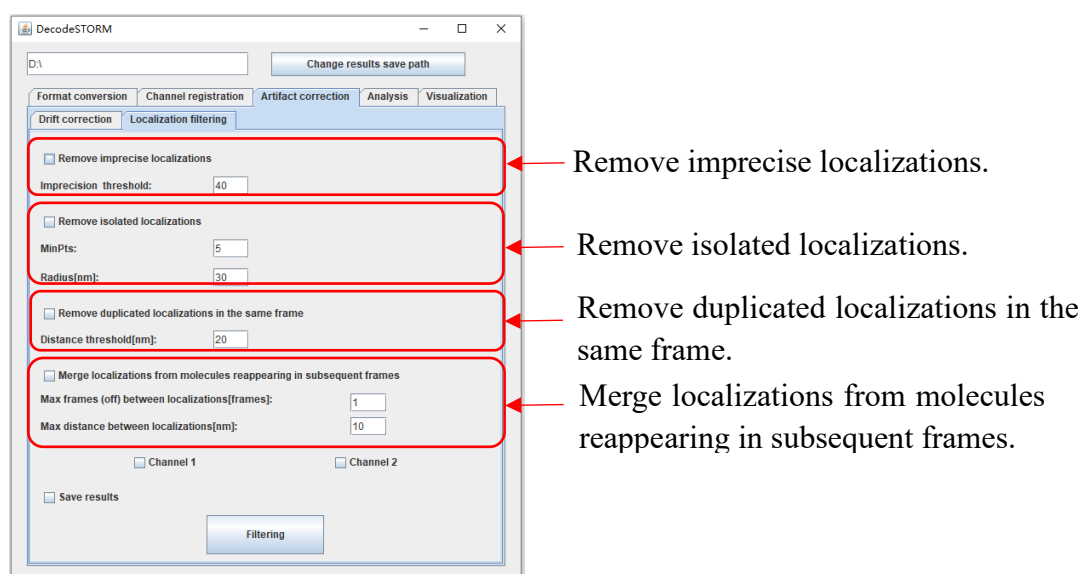 DecodeSTORM
D:\
Change results save path
Format conversion Channel registration Artifact correction Analysis Visualization
Drift correction Localization filtering
Remove imprecise localizations
Imprecision threshold: 40
Remove isolated localizations
MinPts: 5
Radius[nm]: 30
Remove duplicated localizations in the same frame
Distance threshold[nm]: 20
Merge localizations from molecules reappearing in subsequent frames
Max frames (off) between localizations[frames]: 1
Max distance between localizations[nm]: 10
Channel 1 Channel 2
Save results
Filtering
Remove imprecise localizations.
Remove isolated localizations.
Remove duplicated localizations in the
same frame.
Merge localizations from molecules
reappearing in subsequent frames.